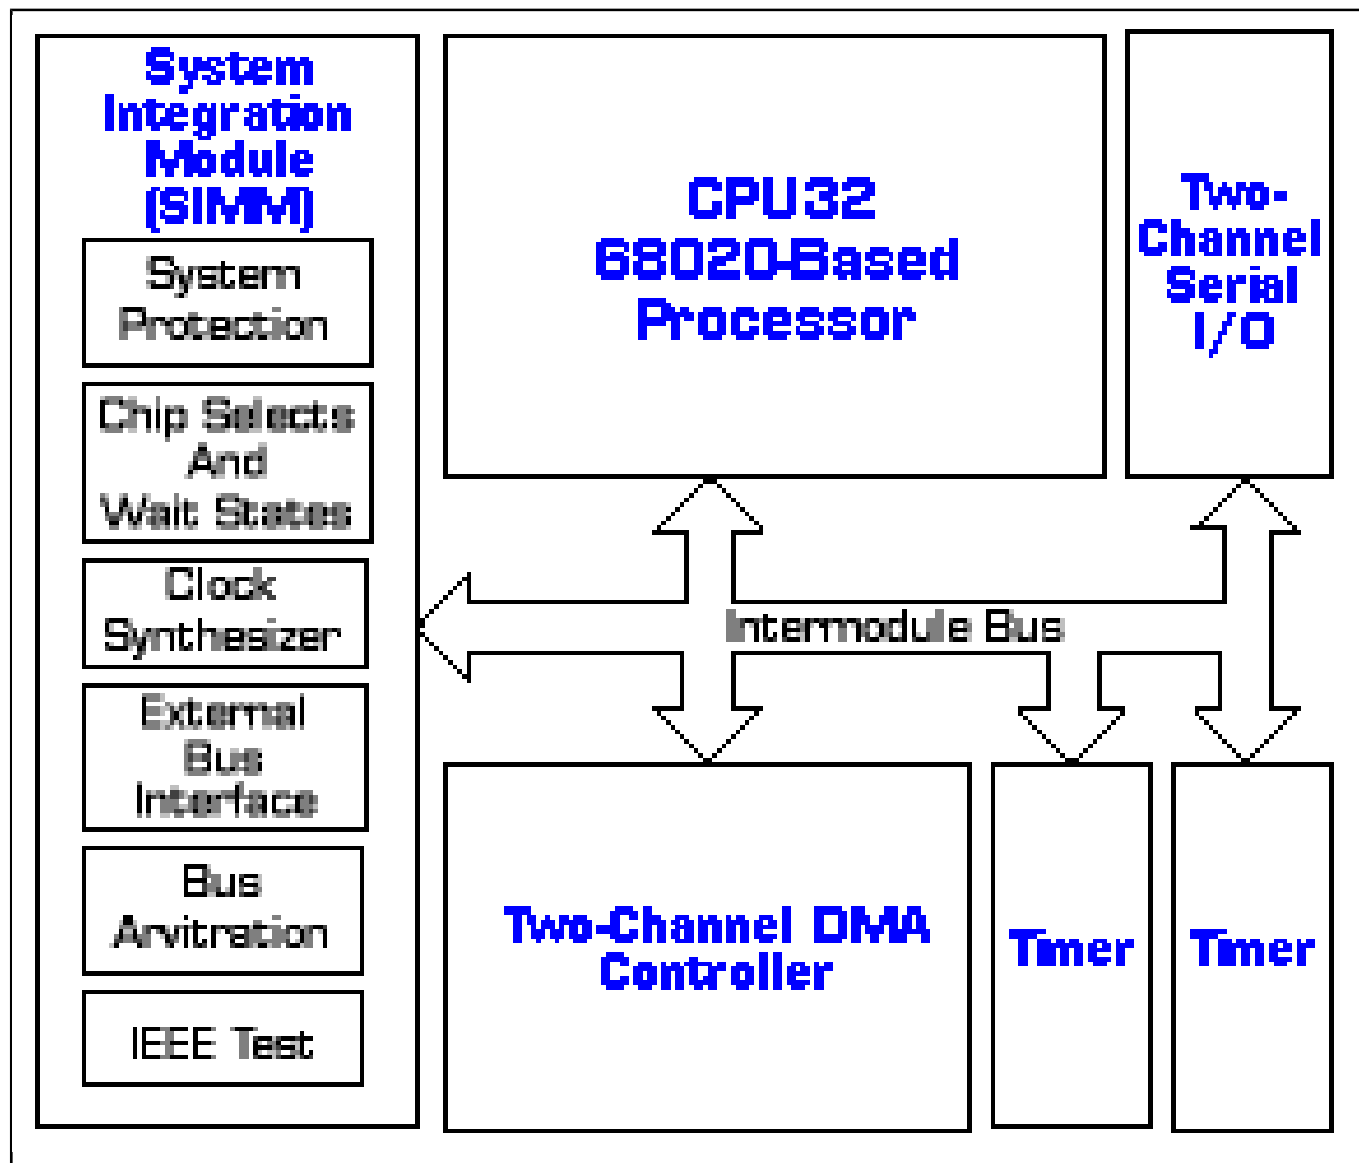 System
Integration
Module
(SIMM)
System
Protection
Chip Selects
And
Wait States
Clock
Synthesizer
External
Bus
Interface
Bus
Arvitration
IEEE Test
CPU32
68020-Based
Processor
Two-
Channel
Serial
I/O
Intermodule Bus
Two-Channel DMA
Controller
Timer
Timer